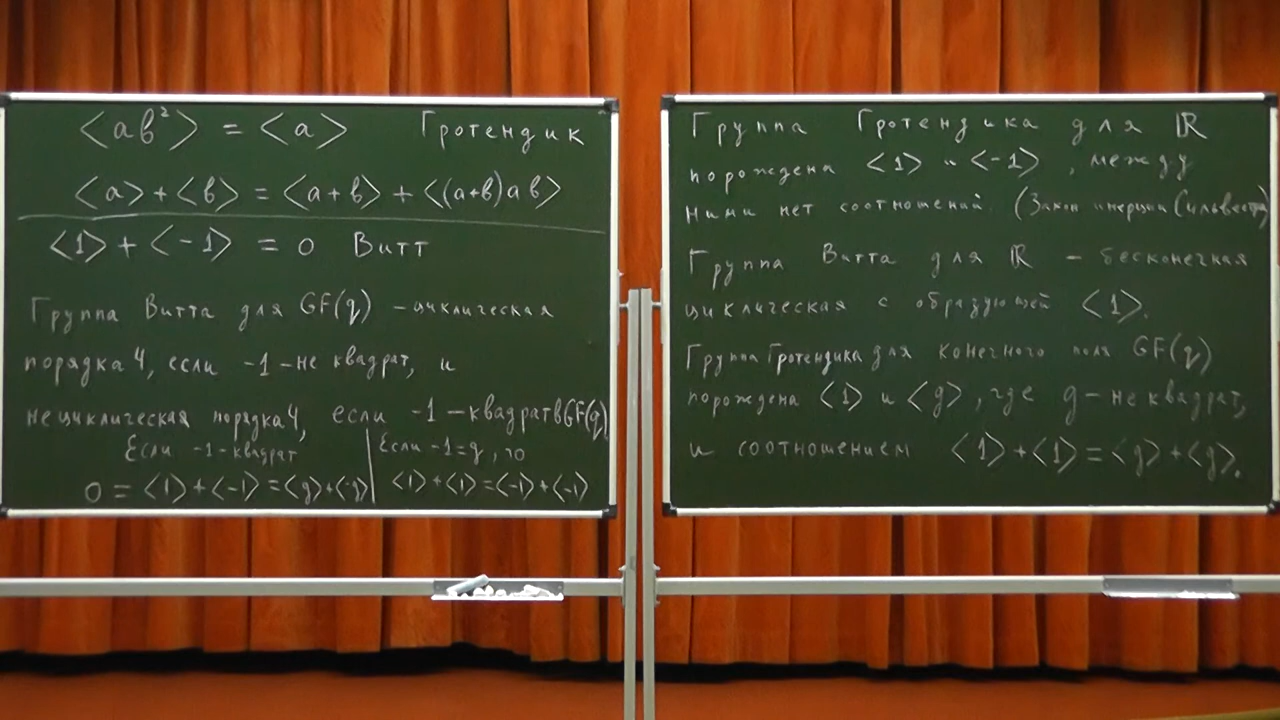 <ab²> = <a> Гротендик
<a> + <b> = <a+b> + <(a+b)ab>
<1> + <-1> = 0 Витт
Группа Витта для GF(q) – циклическая
порядка 4, если -1 – не квадрат, и
нециклическая порядка 4, если -1 – квадрат в GF(q)
Если -1 - квадрат
0 = <1> + <-1> = <g> + <-g>
Если -1 = g, то
<1> + <1> = <-1> + <-1>
Группа Гротендика для ℝ
порождена <1> и <-1>, между
ними нет соотношений. (Закон инерции Сильвестра)
Группа Витта для ℝ – бесконечная
циклическая с образующей <1>.
Группа Гротендика для конечного поля GF(q)
порождена <1> и <g>, где g – не квадрат,
и соотношением <1> + <1> = <g> + <g>.